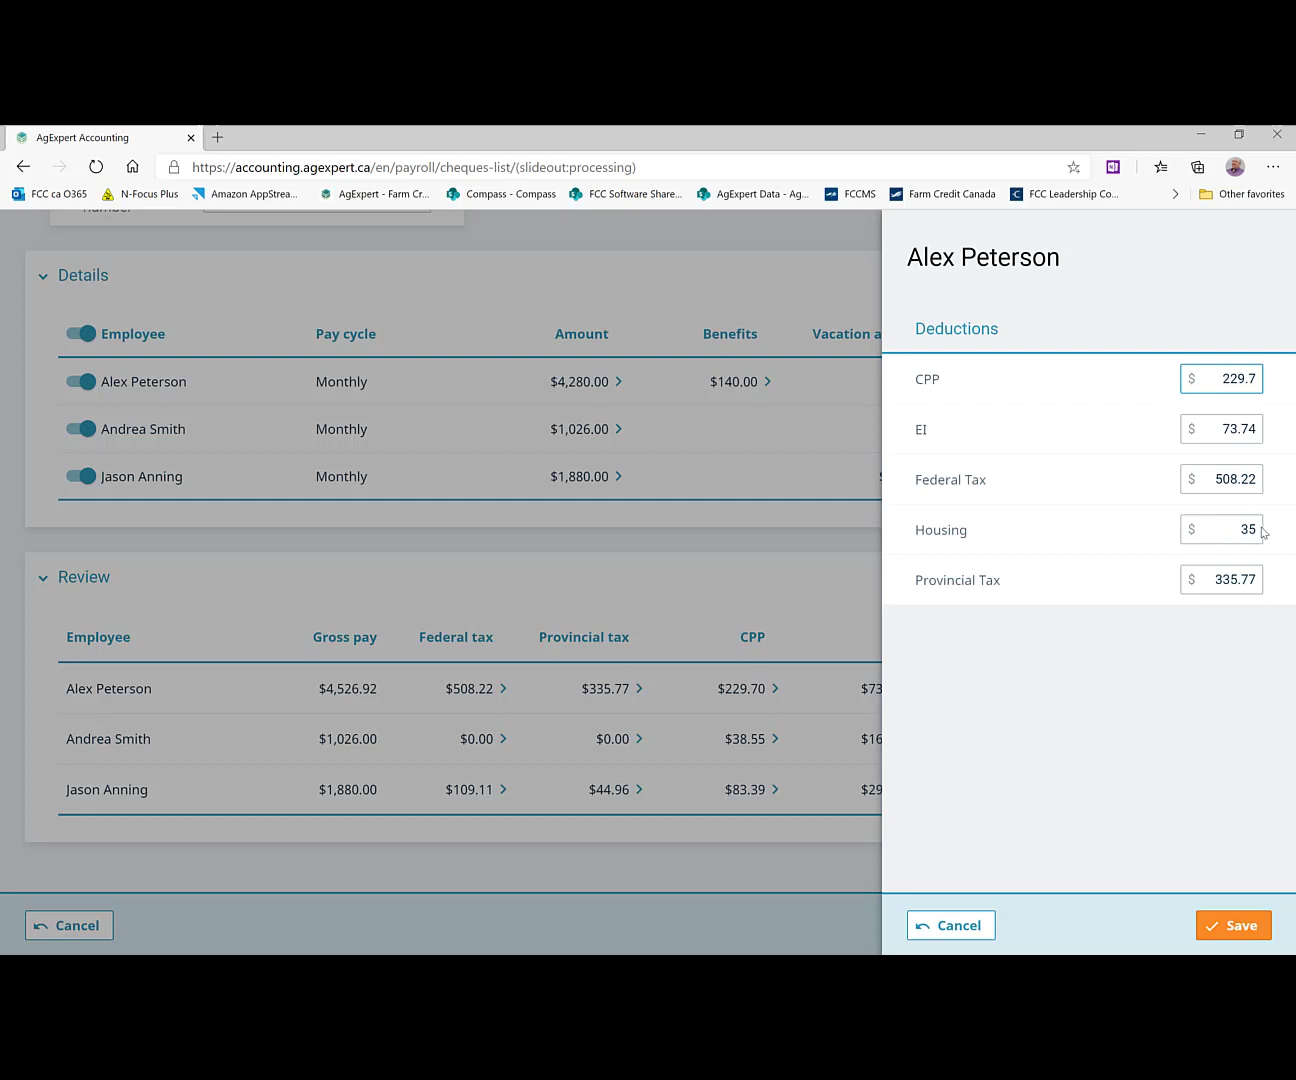 AgExpert Accounting
https://accounting.agexpert.ca/en/payroll/cheques-list/(slideout:processing)
FCC ca O365 N-Focus Plus Amazon AppStrea... AgExpert - Farm Cr... Compass - Compass FCC Software Share... AgExpert Data - Ag... FCCMS Farm Credit Canada FCC Leadership Co... Other favorites
number
Details
Employee Pay cycle Amount Benefits Vacation a
Alex Peterson Monthly $4,280.00 $140.00
Andrea Smith Monthly $1,026.00
Jason Anning Monthly $1,880.00 $
Review
Employee Gross pay Federal tax Provincial tax CPP
Alex Peterson $4,526.92 $508.22 $335.77 $229.70 $73
Andrea Smith $1,026.00 $0.00 $0.00 $38.55 $16
Jason Anning $1,880.00 $109.11 $44.96 $83.39 $29
Cancel
Alex Peterson
Deductions
CPP $ 229.7
EI $ 73.74
Federal Tax $ 508.22
Housing $ 35
Provincial Tax $ 335.77
Cancel Save